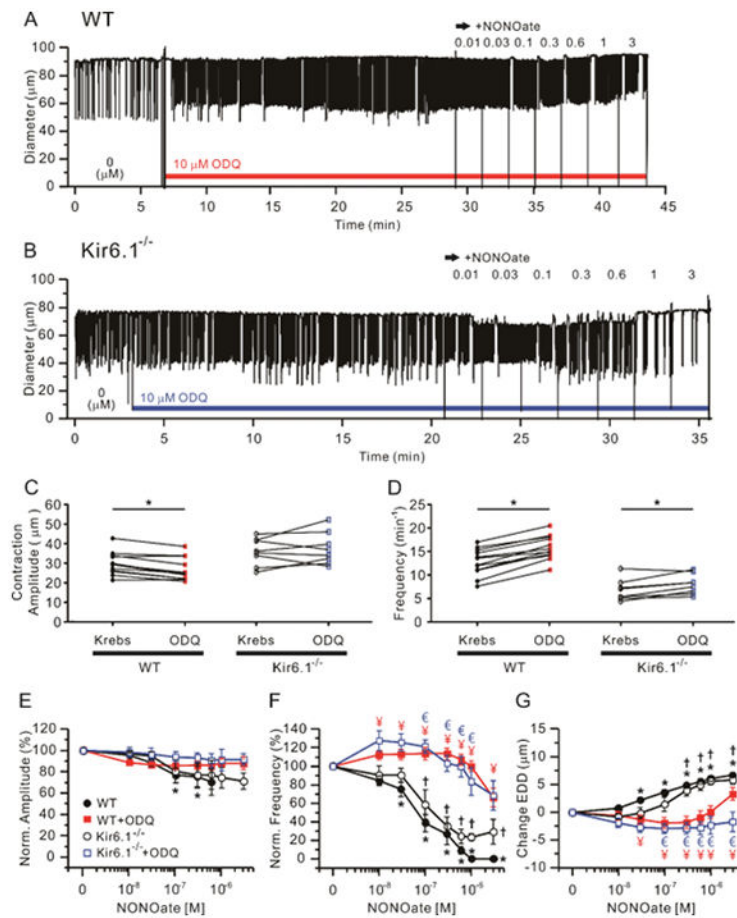 A WT
+NONOate
0.01 0.03 0.1 0.3 0.6 1 3
100
80
60
40
20
0
Diameter (μm)
0
(μM)
10 μM ODQ
0 5 10 15 20 25 30 35 40 45
Time (min)
B Kir6.1-/-
+NONOate
0.01 0.03 0.1 0.3 0.6 1 3
100
80
60
40
20
0
Diameter (μm)
0
(μM)
10 μM ODQ
0 5 10 15 20 25 30 35
Time (min)
C
Contraction
Amplitude (μm)
60
50
40
30
20
10
0
*
Krebs ODQ Krebs ODQ
WT Kir6.1-/-
D
Frequency (min-1)
25
20
15
10
5
0
* *
Krebs ODQ Krebs ODQ
WT Kir6.1-/-
E
Norm. Amplitude (%)
120
100
80
60
40
20
0
* *
WT
WT+ODQ
Kir6.1-/-
Kir6.1-/-+ODQ
0 10-8 10-7 10-6
NONOate [M]
F
Norm. Frequency (%)
140
120
100
80
60
40
20
0
¥ ¥ ¥ ¥ ¥ ¥ ¥
€ € € €
† † † † †
* * * * * *
0 10-8 10-7 10-6 10-5
NONOate [M]
G
Change EDD (μm)
15
10
5
0
-5
-10
† † †
* * * * * *
€ € € €
¥ ¥ ¥ ¥ ¥
0 10-8 10-7 10-6
NONOate [M]